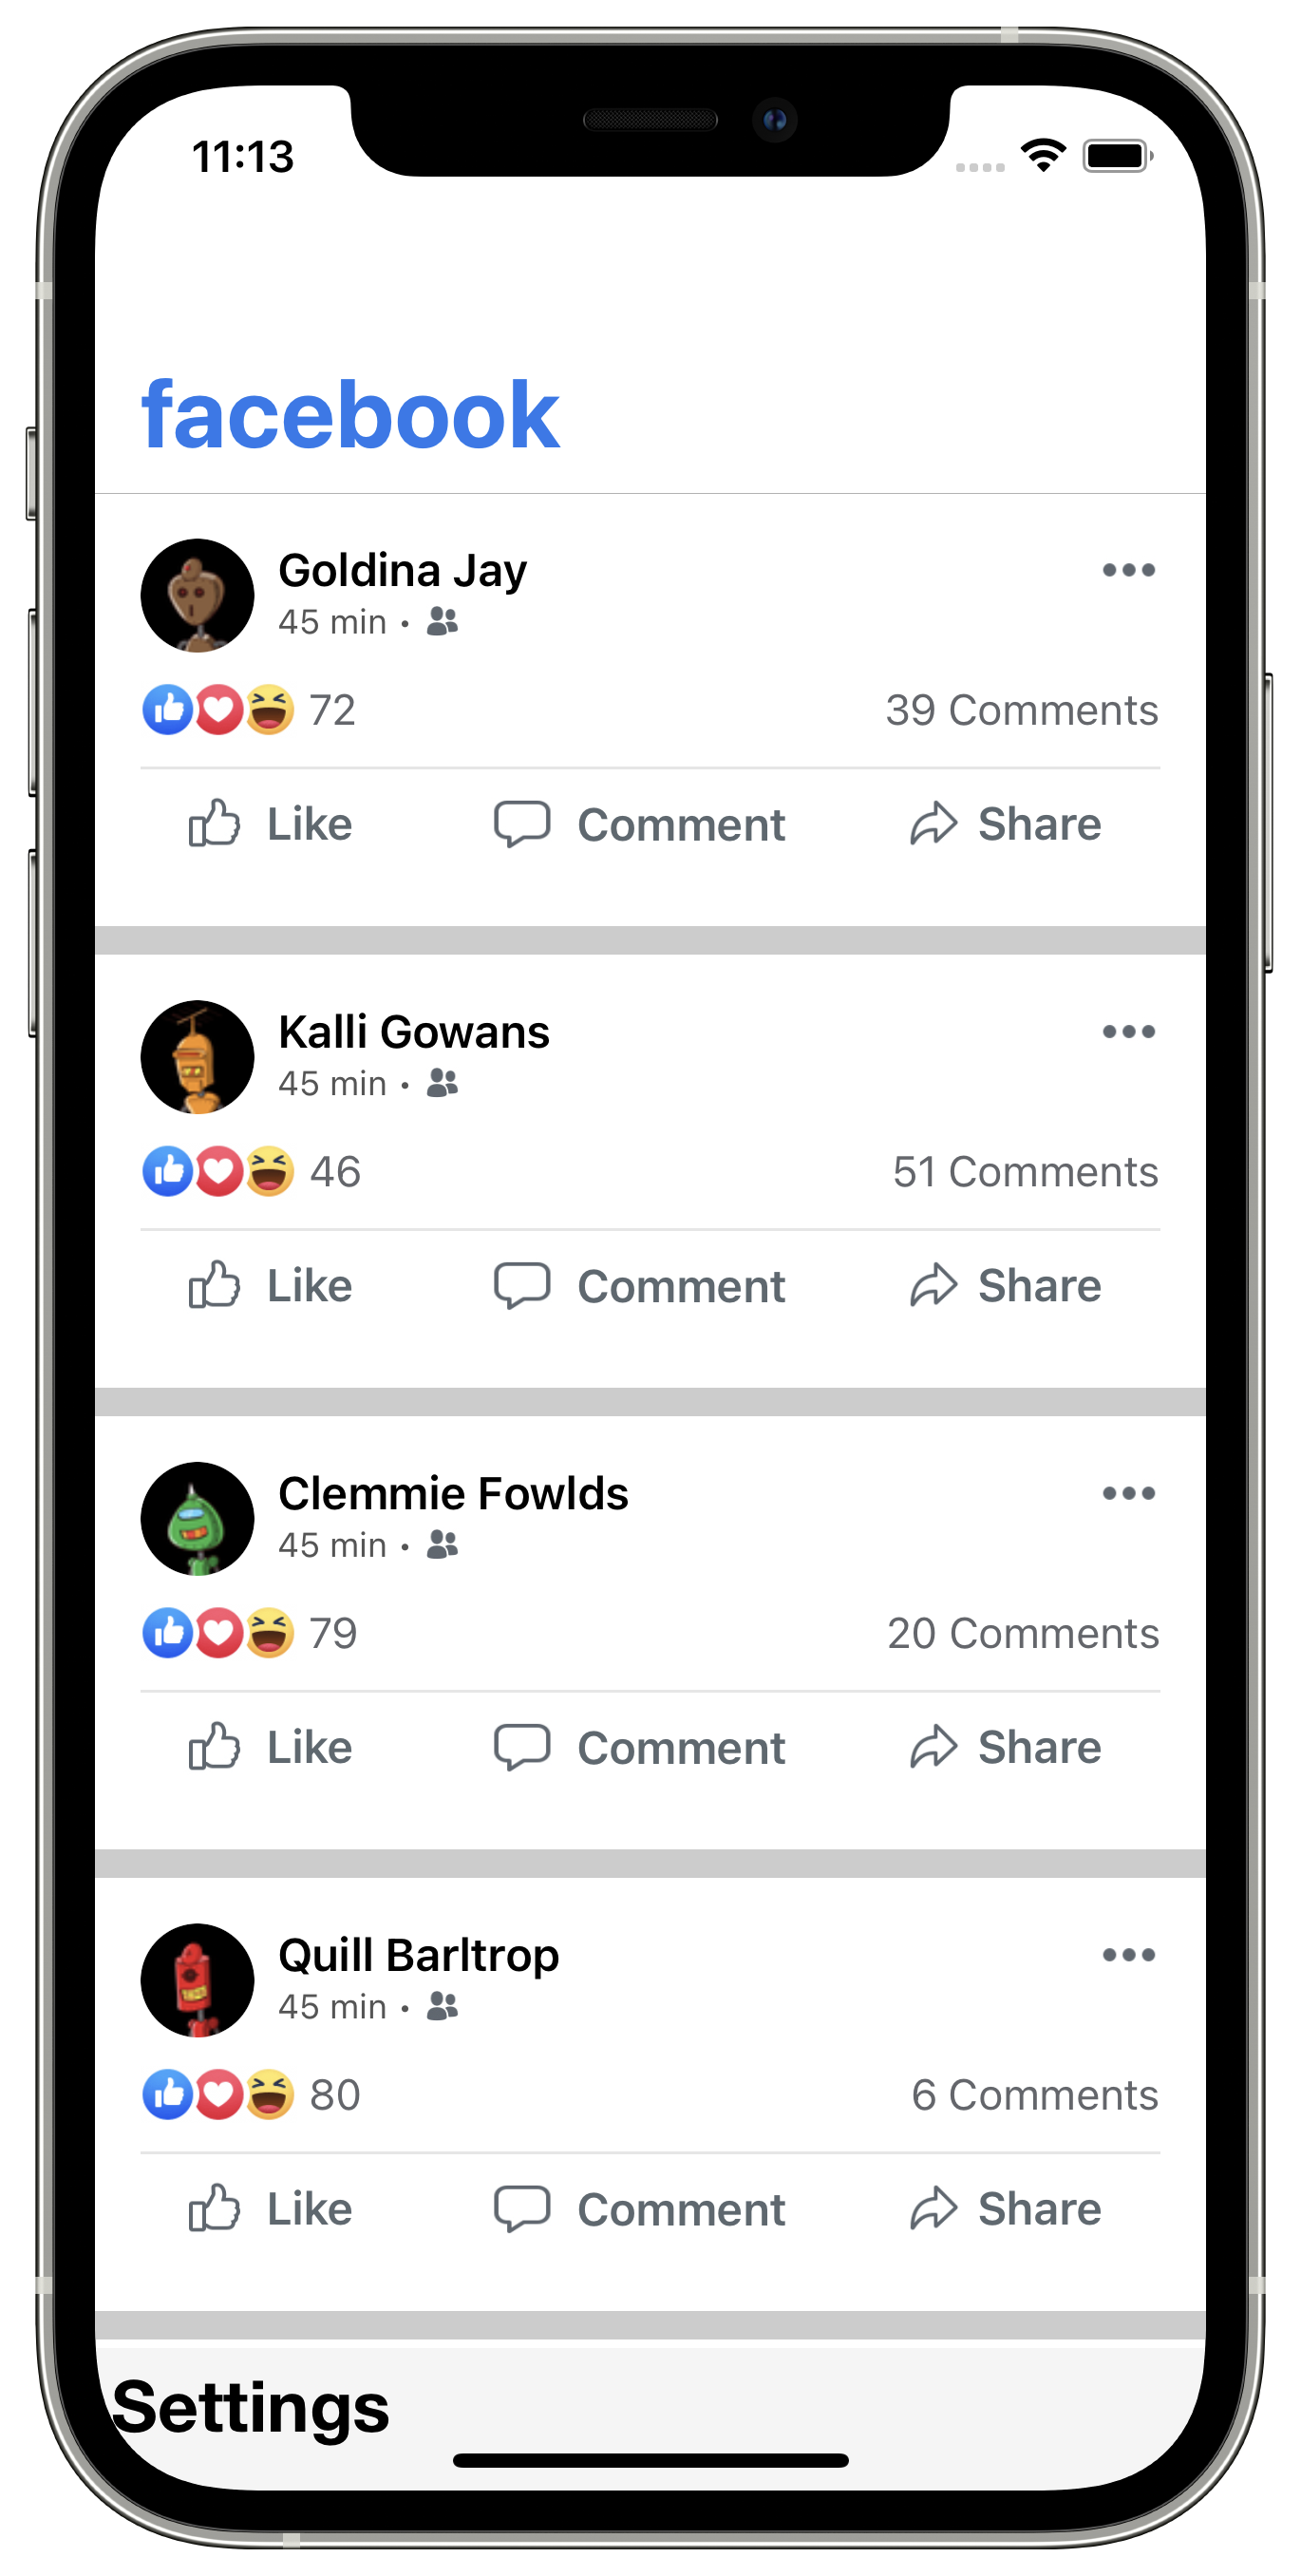 11:13
facebook
Goldina Jay
45 min •
72 39 Comments
Like Comment Share
Kalli Gowans
45 min •
46 51 Comments
Like Comment Share
Clemmie Fowlds
45 min •
79 20 Comments
Like Comment Share
Quill Barltrop
45 min •
80 6 Comments
Like Comment Share
Settings